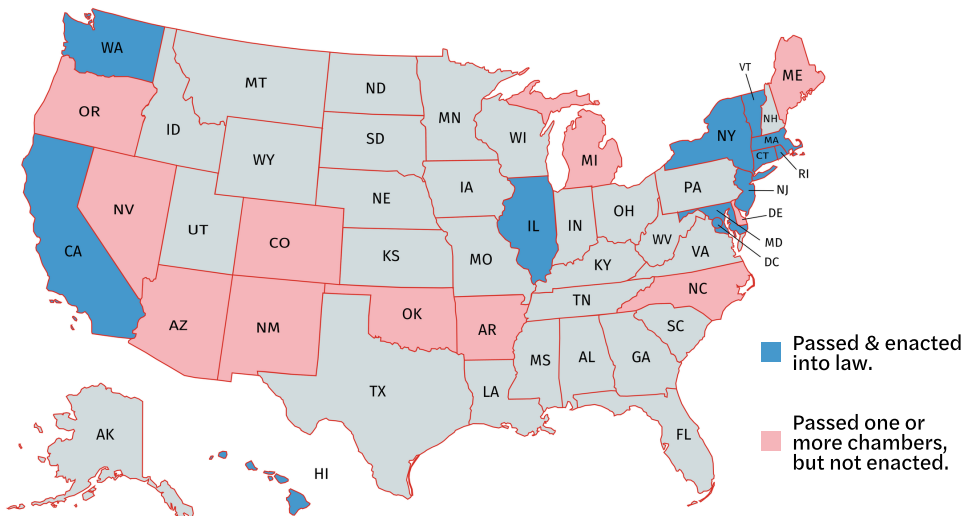 WA
OR
CA
NV
ID
MT
WY
UT
CO
AZ
NM
ND
SD
NE
KS
OK
TX
MN
IA
MO
AR
LA
WI
IL
MI
IN
OH
KY
TN
MS
AL
GA
FL
SC
NC
VA
WV
PA
NY
VT
NH
ME
MA
CT
RI
NJ
DE
MD
DC
AK
HI
Passed & enacted
into law.
Passed one or
more chambers,
but not enacted.